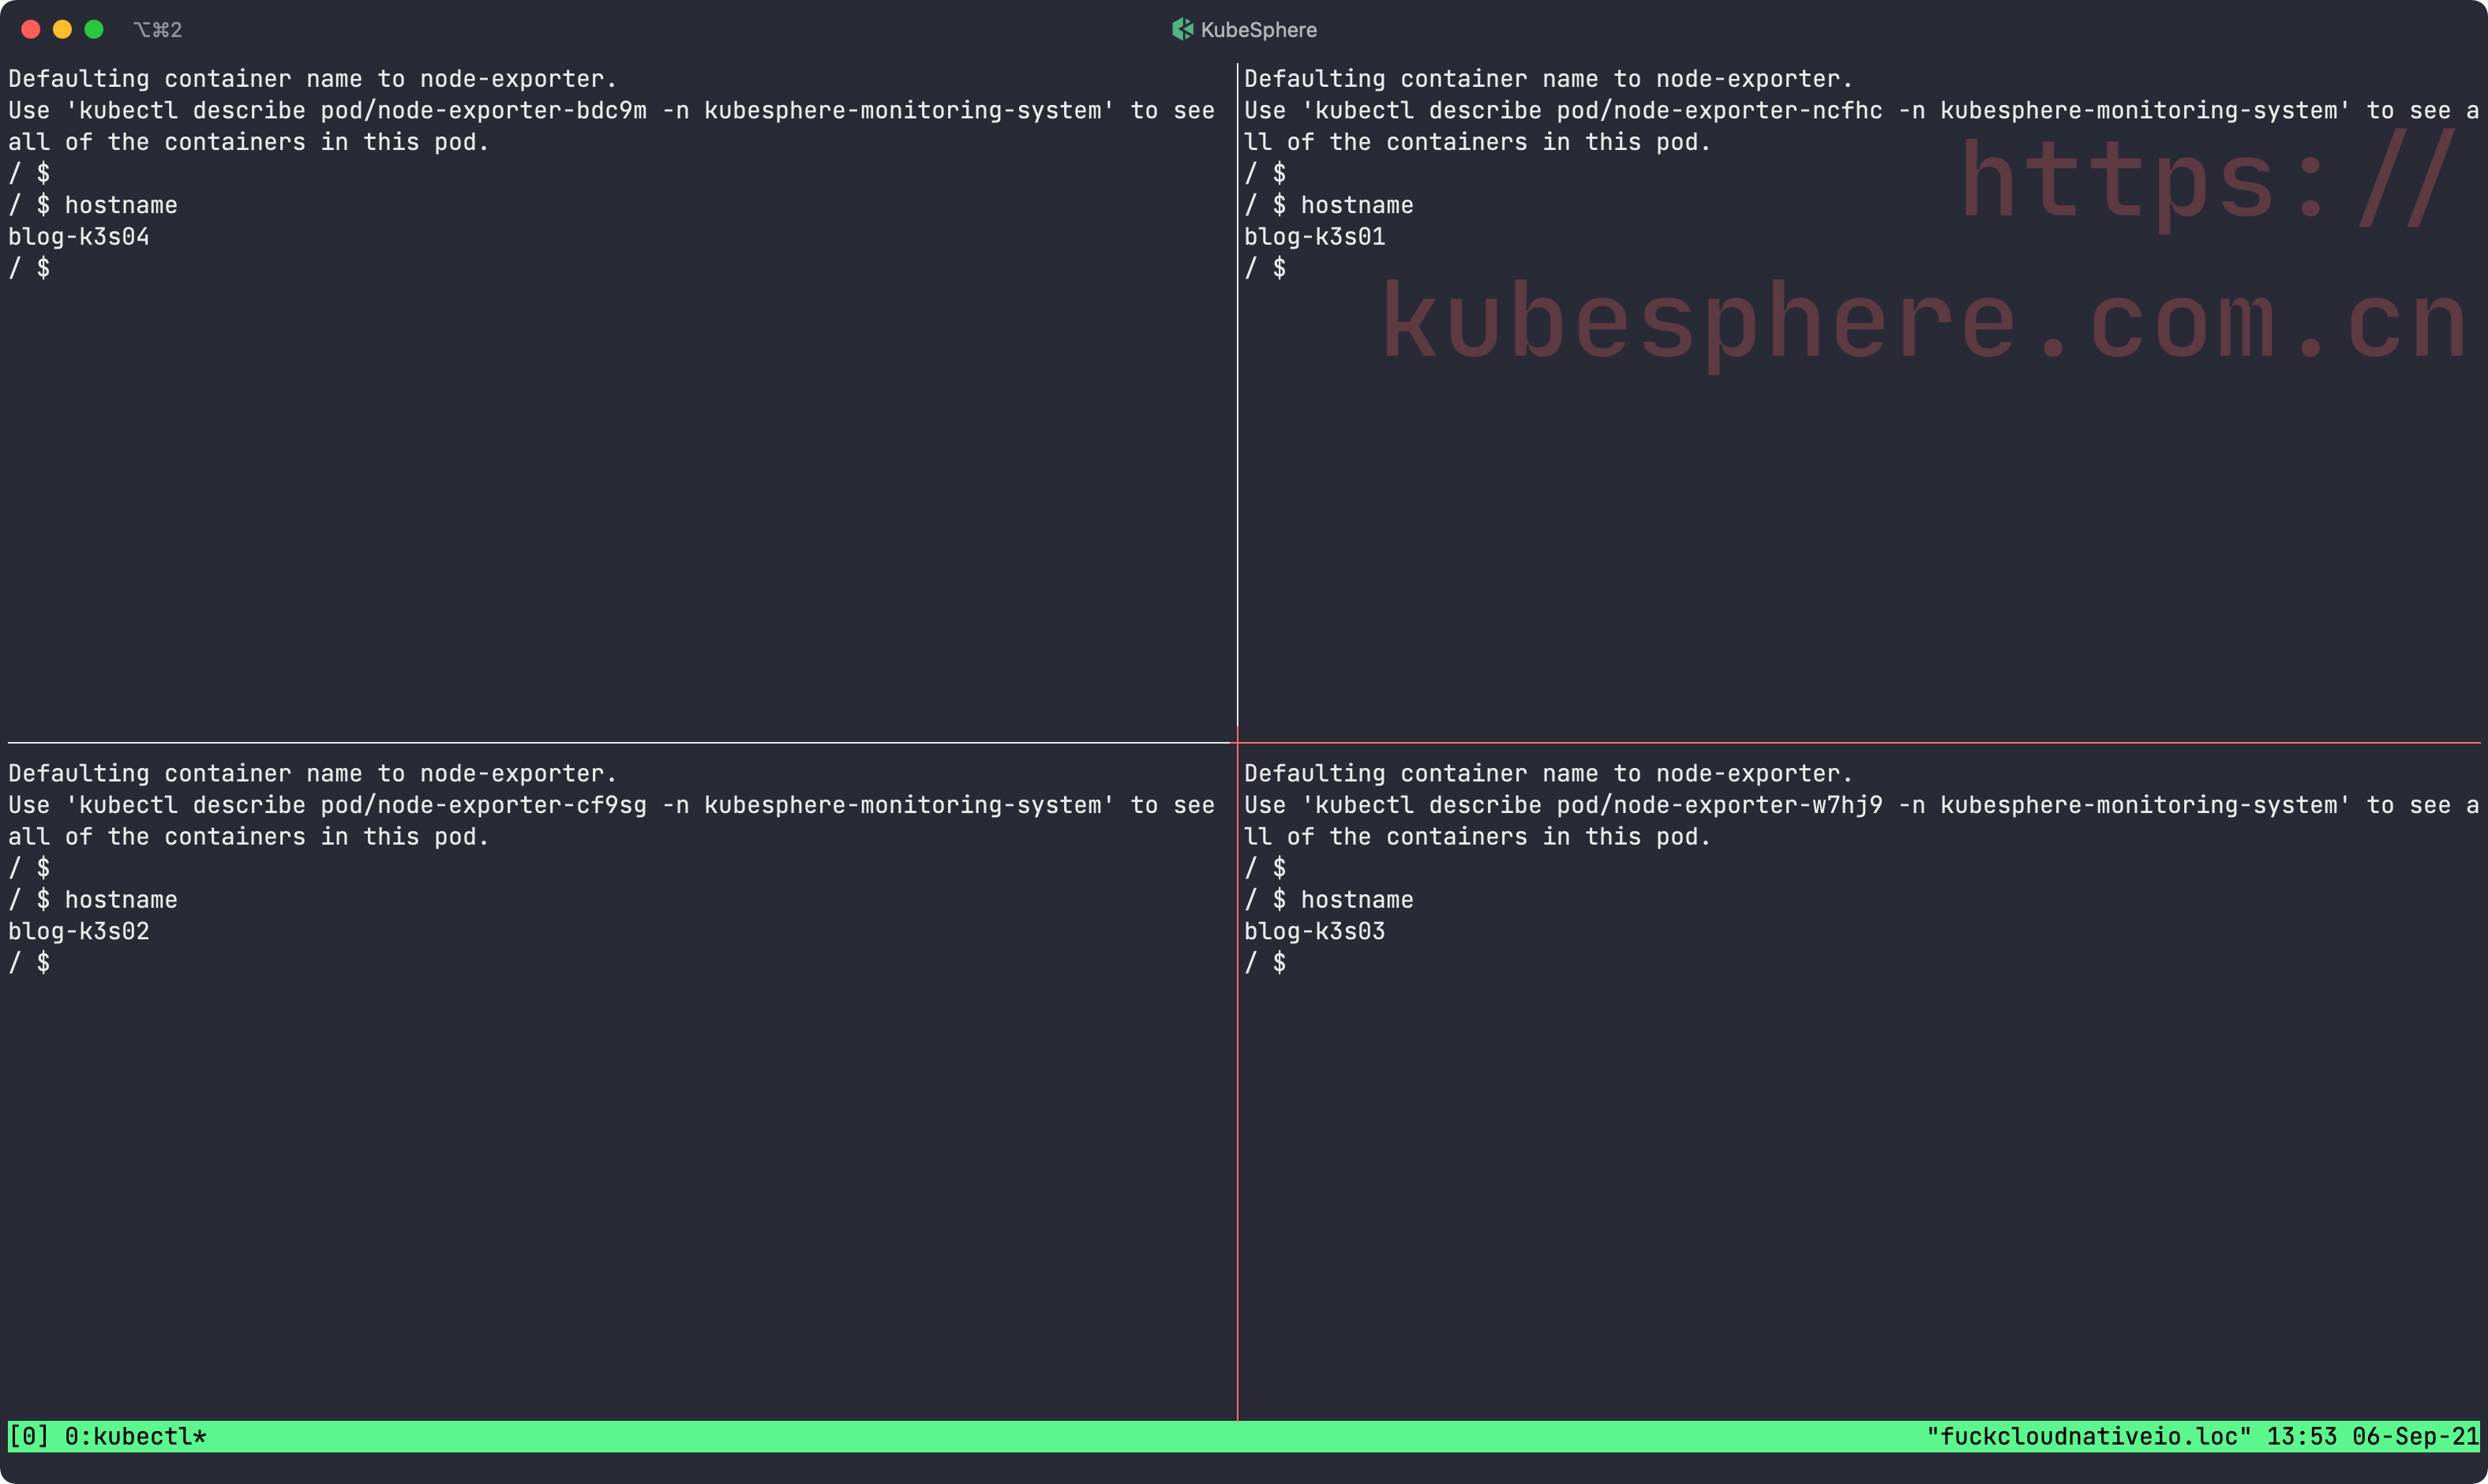 ⌥⌘2
KubeSphere
Defaulting container name to node-exporter.
Use 'kubectl describe pod/node-exporter-bdc9m -n kubesphere-monitoring-system' to see
all of the containers in this pod.
/ $
/ $ hostname
blog-k3s04
/ $
Defaulting container name to node-exporter.
Use 'kubectl describe pod/node-exporter-ncfhc -n kubesphere-monitoring-system' to see a
ll of the containers in this pod.
/ $
/ $ hostname
blog-k3s01
/ $
https://
kubesphere.com.cn
Defaulting container name to node-exporter.
Use 'kubectl describe pod/node-exporter-cf9sg -n kubesphere-monitoring-system' to see
all of the containers in this pod.
/ $
/ $ hostname
blog-k3s02
/ $
Defaulting container name to node-exporter.
Use 'kubectl describe pod/node-exporter-w7hj9 -n kubesphere-monitoring-system' to see a
ll of the containers in this pod.
/ $
/ $ hostname
blog-k3s03
/ $
[0] 0:kubectl* "fuckcloudnativeio.loc" 13:53 06-Sep-21